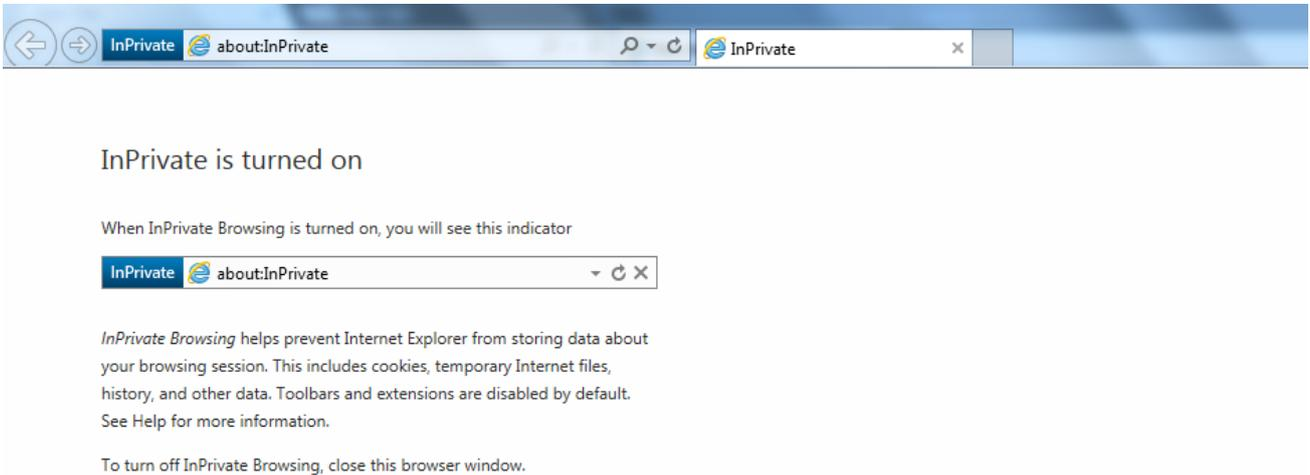 InPrivate about:InPrivate InPrivate
InPrivate is turned on
When InPrivate Browsing is turned on, you will see this indicator
InPrivate about:InPrivate
InPrivate Browsing helps prevent Internet Explorer from storing data about
your browsing session. This includes cookies, temporary Internet files,
history, and other data. Toolbars and extensions are disabled by default.
See Help for more information.
To turn off InPrivate Browsing, close this browser window.